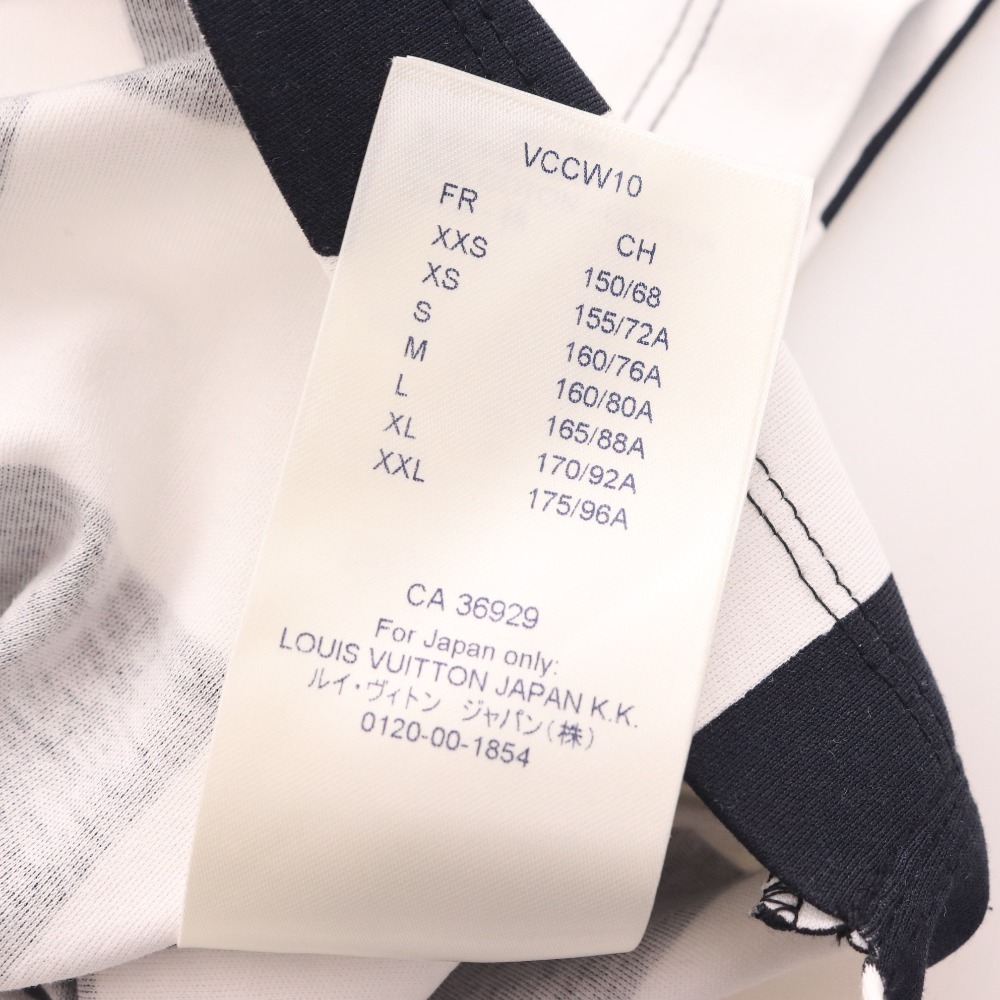 VCCW10
FR CH
XXS 150/68
XS 155/72A
S 160/76A
M 160/80A
L 165/88A
XL 170/92A
XXL 175/96A
CA 36929
For Japan only:
LOUIS VUITTON JAPAN K.K.
ルイ・ヴィトン ジャパン(株)
0120-00-1854